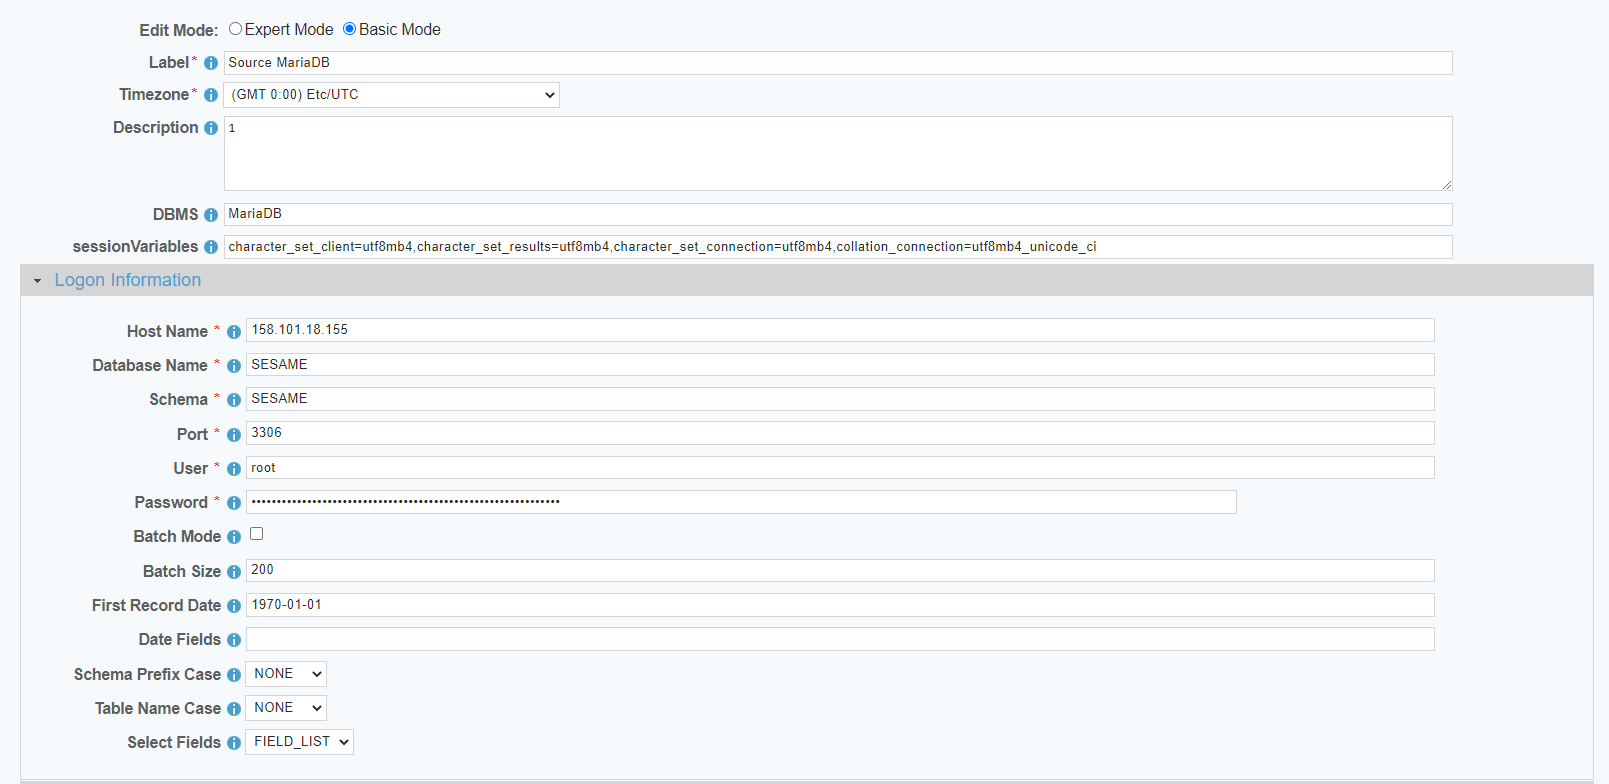 Edit Mode: Expert Mode Basic Mode
Label* Source MariaDB
Timezone* (GMT 0:00) Etc/UTC
Description 1
DBMS MariaDB
sessionVariables character_set_client=utf8mb4,character_set_results=utf8mb4,character_set_connection=utf8mb4,collation_connection=utf8mb4_unicode_ci
Logon Information
Host Name * 158.101.18.155
Database Name * SESAME
Schema * SESAME
Port * 3306
User * root
Password *
Batch Mode
Batch Size 200
First Record Date 1970-01-01
Date Fields
Schema Prefix Case NONE
Table Name Case NONE
Select Fields FIELD_LIST